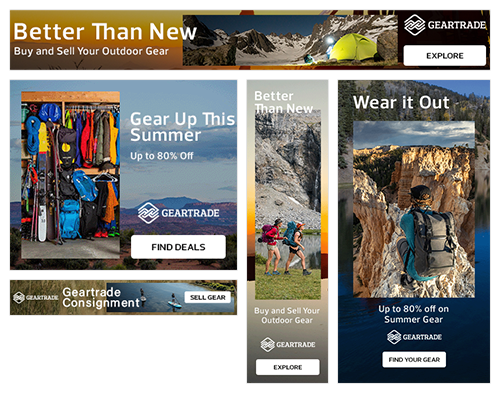 Better Than New
Buy and Sell Your Outdoor Gear
GEARTRADE
EXPLORE
Gear Up This
Summer
Up to 80% Off
GEARTRADE
FIND DEALS
GEARTRADE
Geartrade
Consignment
SELL GEAR
Better
Than New
Buy and Sell Your
Outdoor Gear
GEARTRADE
EXPLORE
Wear it Out
Up to 80% off on
Summer Gear
GEARTRADE
FIND YOUR GEAR